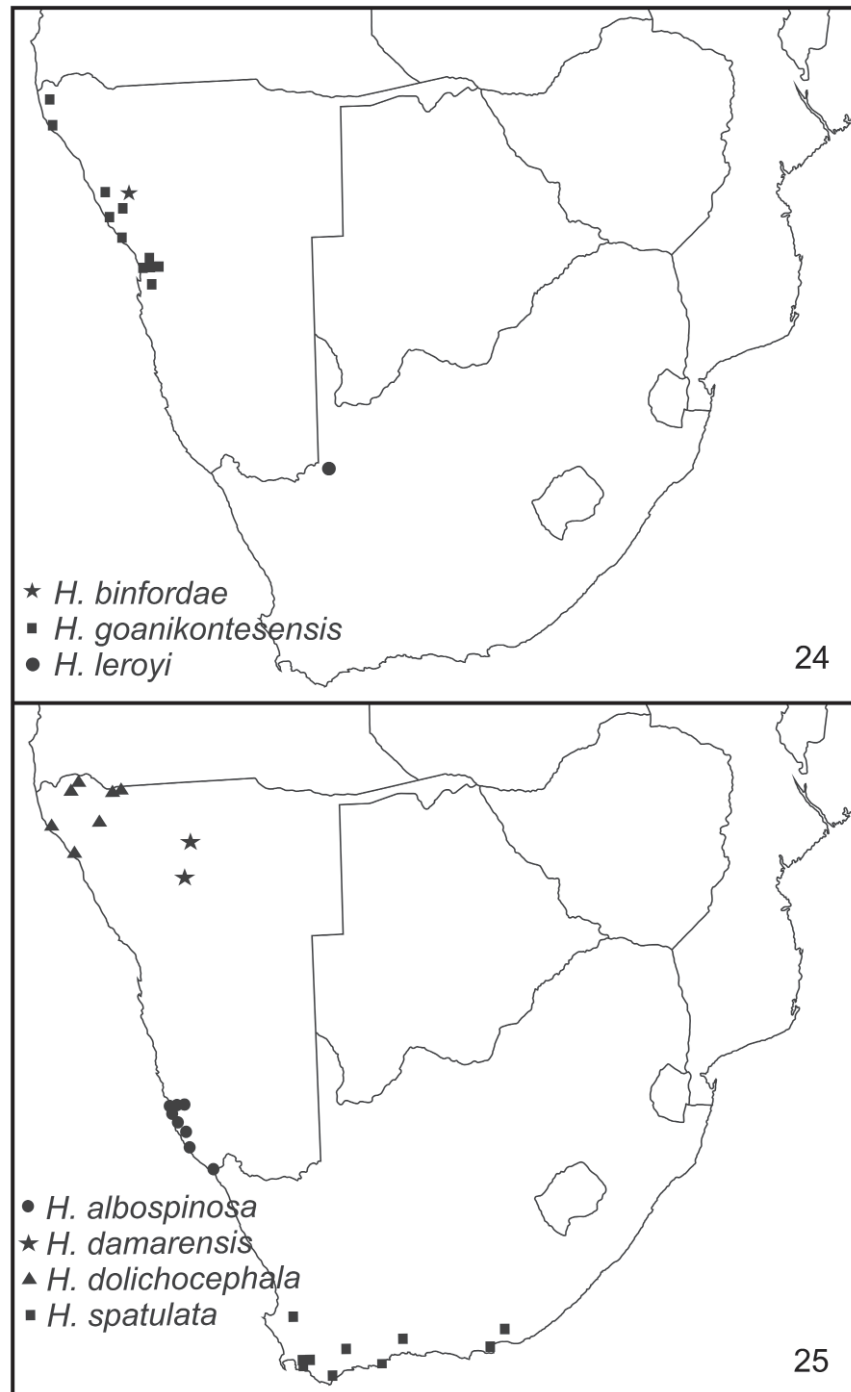 H. binfordae
H. goanikontesensis
H. leroyi
24
H. albospinosa
H. damarensis
H. dolichocephala
H. spatulata
25